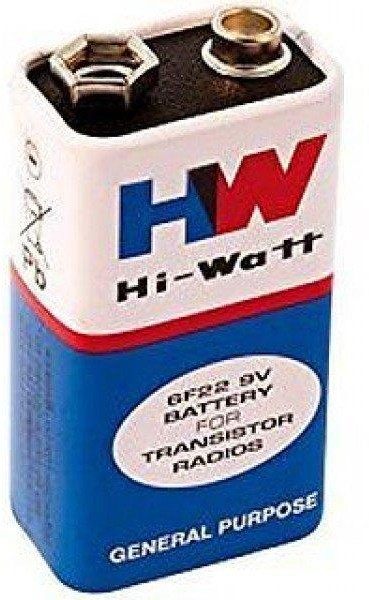 HW
Hi-Watt
6F22 9V
BATTERY
FOR
TRANSISTOR
RADIOS
GENERAL PURPOSE